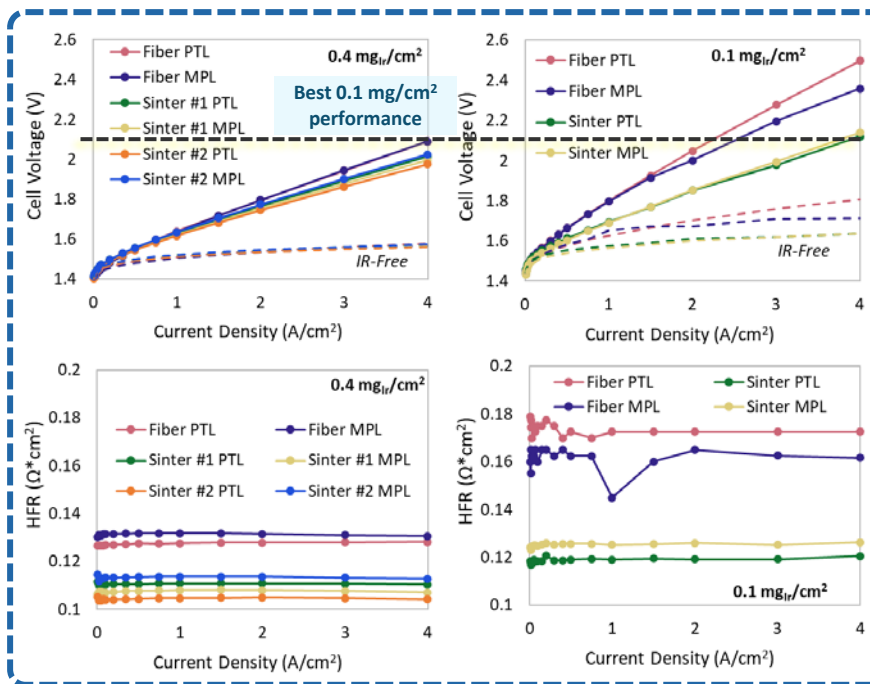 2.6
2.4
2.2
2
1.8
1.6
1.4
Cell Voltage (V)
Fiber PTL
Fiber MPL
Sinter #1 PTL
Sinter #1 MPL
Sinter #2 PTL
Sinter #2 MPL
0.4 mgIr/cm²
Best 0.1 mg/cm²
performance
IR-Free
0 1 2 3 4
Current Density (A/cm²)
2.6
2.4
2.2
2
1.8
1.6
1.4
Cell Voltage (V)
Fiber PTL
Fiber MPL
Sinter PTL
Sinter MPL
0.1 mgIr/cm²
IR-Free
0 1 2 3 4
Current Density (A/cm²)
0.2
0.18
0.16
0.14
0.12
0.1
HFR (Ω*cm²)
0.4 mgIr/cm²
Fiber PTL Fiber MPL
Sinter #1 PTL Sinter #1 MPL
Sinter #2 PTL Sinter #2 MPL
0 1 2 3 4
Current Density (A/cm²)
0.2
0.18
0.16
0.14
0.12
0.1
HFR (Ω*cm²)
Fiber PTL Sinter PTL
Fiber MPL Sinter MPL
0.1 mgIr/cm²
0 1 2 3 4
Current Density (A/cm²)